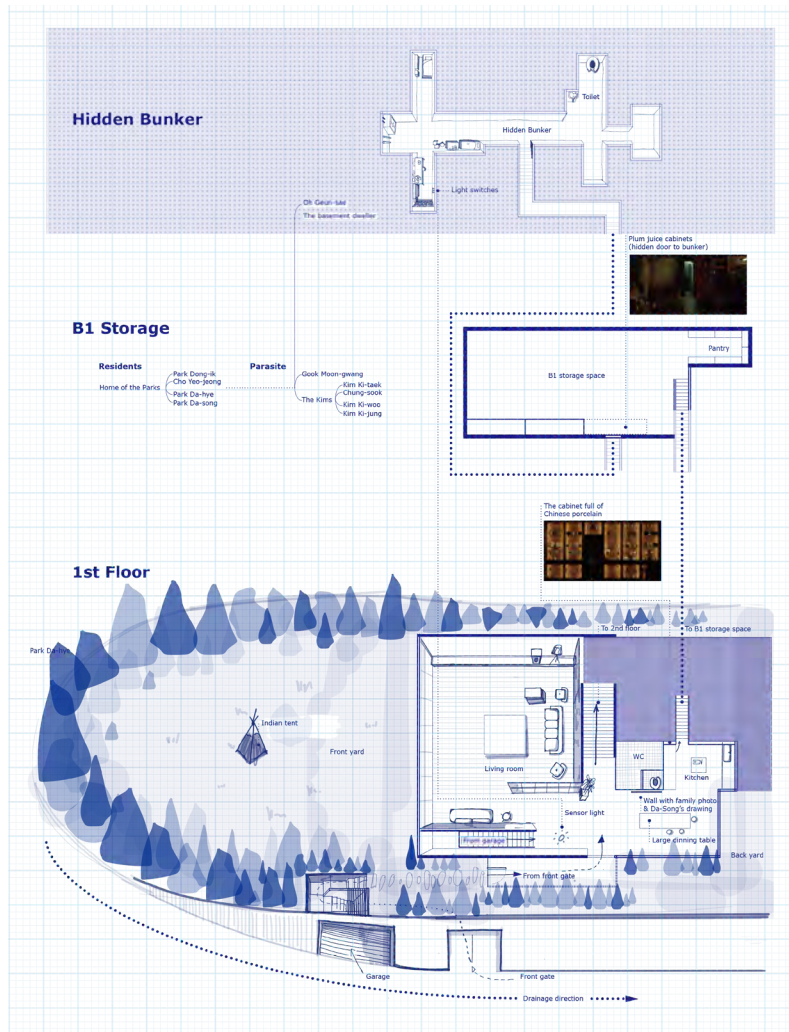 Hidden Bunker
Toilet
Hidden Bunker
Light switches
Oh Geun-sae
The basement dweller
Plum juice cabinets
(hidden door to bunker)
B1 Storage
Pantry
B1 storage space
Residents
Parasite
Home of the Parks
Park Dong-ik
Cho Yeo-jeong
Park Da-hye
Park Da-song
Gook Moon-gwang
The Kims
Kim Ki-taek
Chung-sook
Kim Ki-woo
Kim Ki-jung
The cabinet full of
Chinese porcelain
1st Floor
To 2nd floor
To B1 storage space
Park Da-hye
Indian tent
Front yard
Living room
WC
Kitchen
Wall with family photo
& Da-Song's drawing
Sensor light
From garage
Large dinning table
Back yard
From front gate
Garage
Front gate
Drainage direction